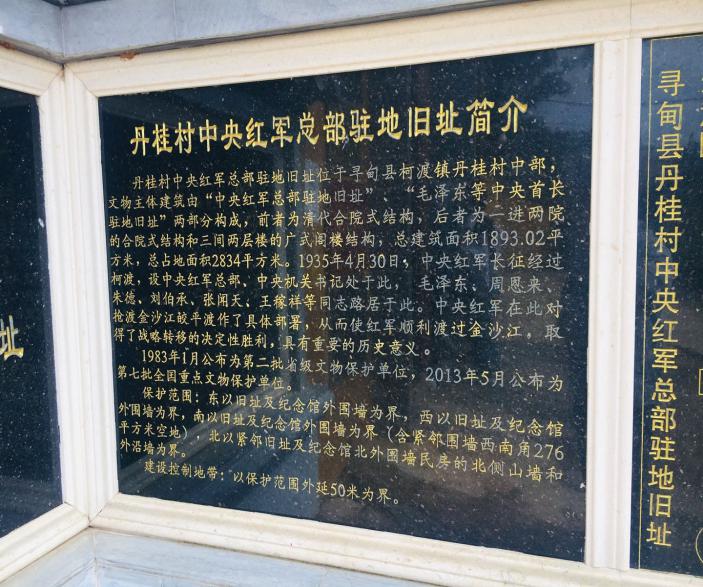 丹桂村中央红军总部驻地旧址简介
丹桂村中央红军总部驻地旧址位于寻甸县柯渡镇丹桂村中部，
文物主体建筑由“中央红军总部驻地旧址”、“毛泽东等中央首长
驻地旧址”两部分构成，前者为清代合院式结构，后者为二进两院
的合院式结构和三间两层楼的广式阁楼结构，总建筑面积1893.02平
方米，总占地面积2834平方米。1935年4月30日，中央红军长征经过
柯渡，设中央红军总部、中央机关书记处于此，毛泽东、周恩来、
朱德、刘伯承、张闻天、王稼祥等同志路居于此。中央红军在此对
抢渡金沙江皎平渡作了具体部署，从而使红军顺利渡过金沙江，取
得了战略转移的决定性胜利，具有重要的历史意义。
1983年1月公布为第二批省级文物保护单位，2013年5月公布为
第七批全国重点文物保护单位。
保护范围：东以旧址及纪念馆外围墙为界，西以旧址及纪念馆
外围墙为界，南以旧址及纪念馆外围墙为界（含紧邻围墙西南角276
平方米空地），北以紧邻旧址及纪念馆北外围墙民房的北侧山墙和
外沿墙为界。
建设控制地带：以保护范围外延50米为界。
寻甸县丹桂村中央红军总部驻地旧址
址